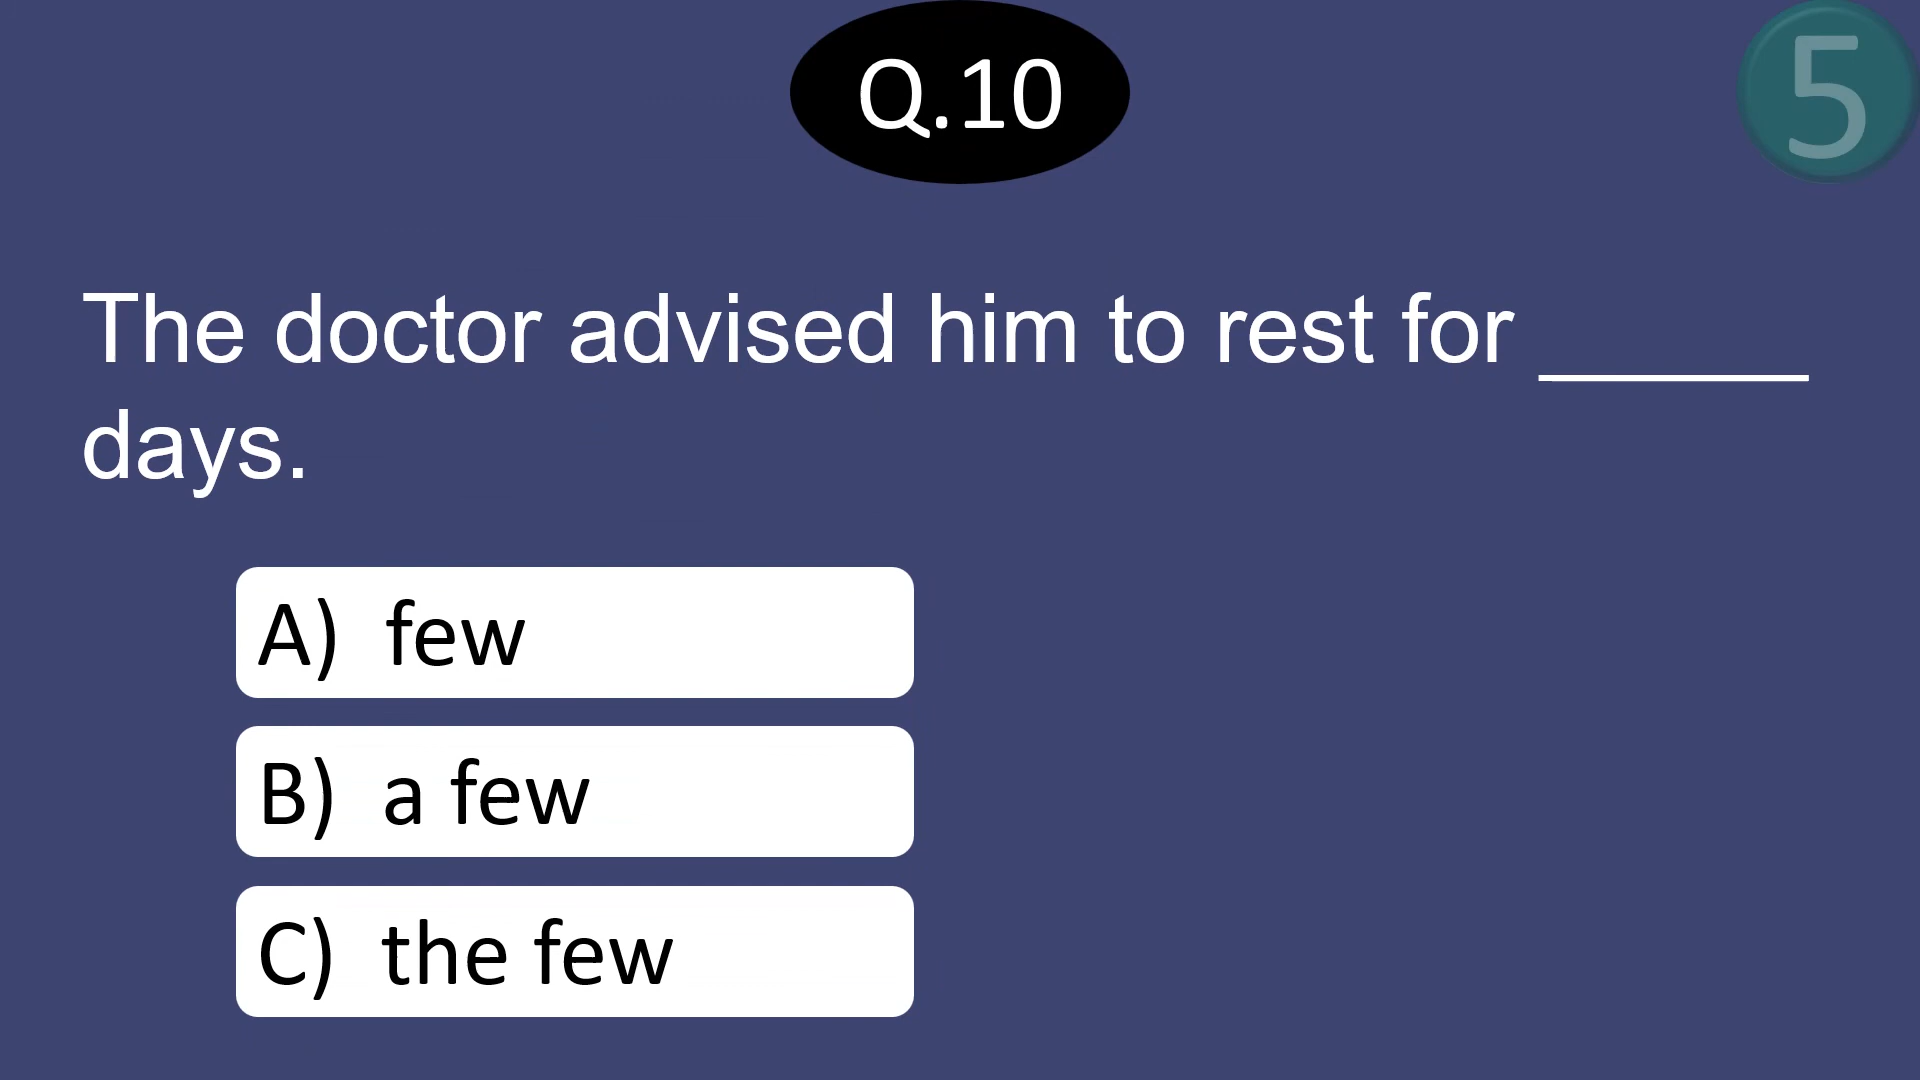 Q.10
5
The doctor advised him to rest for ______
days.
A) few
B) a few
C) the few